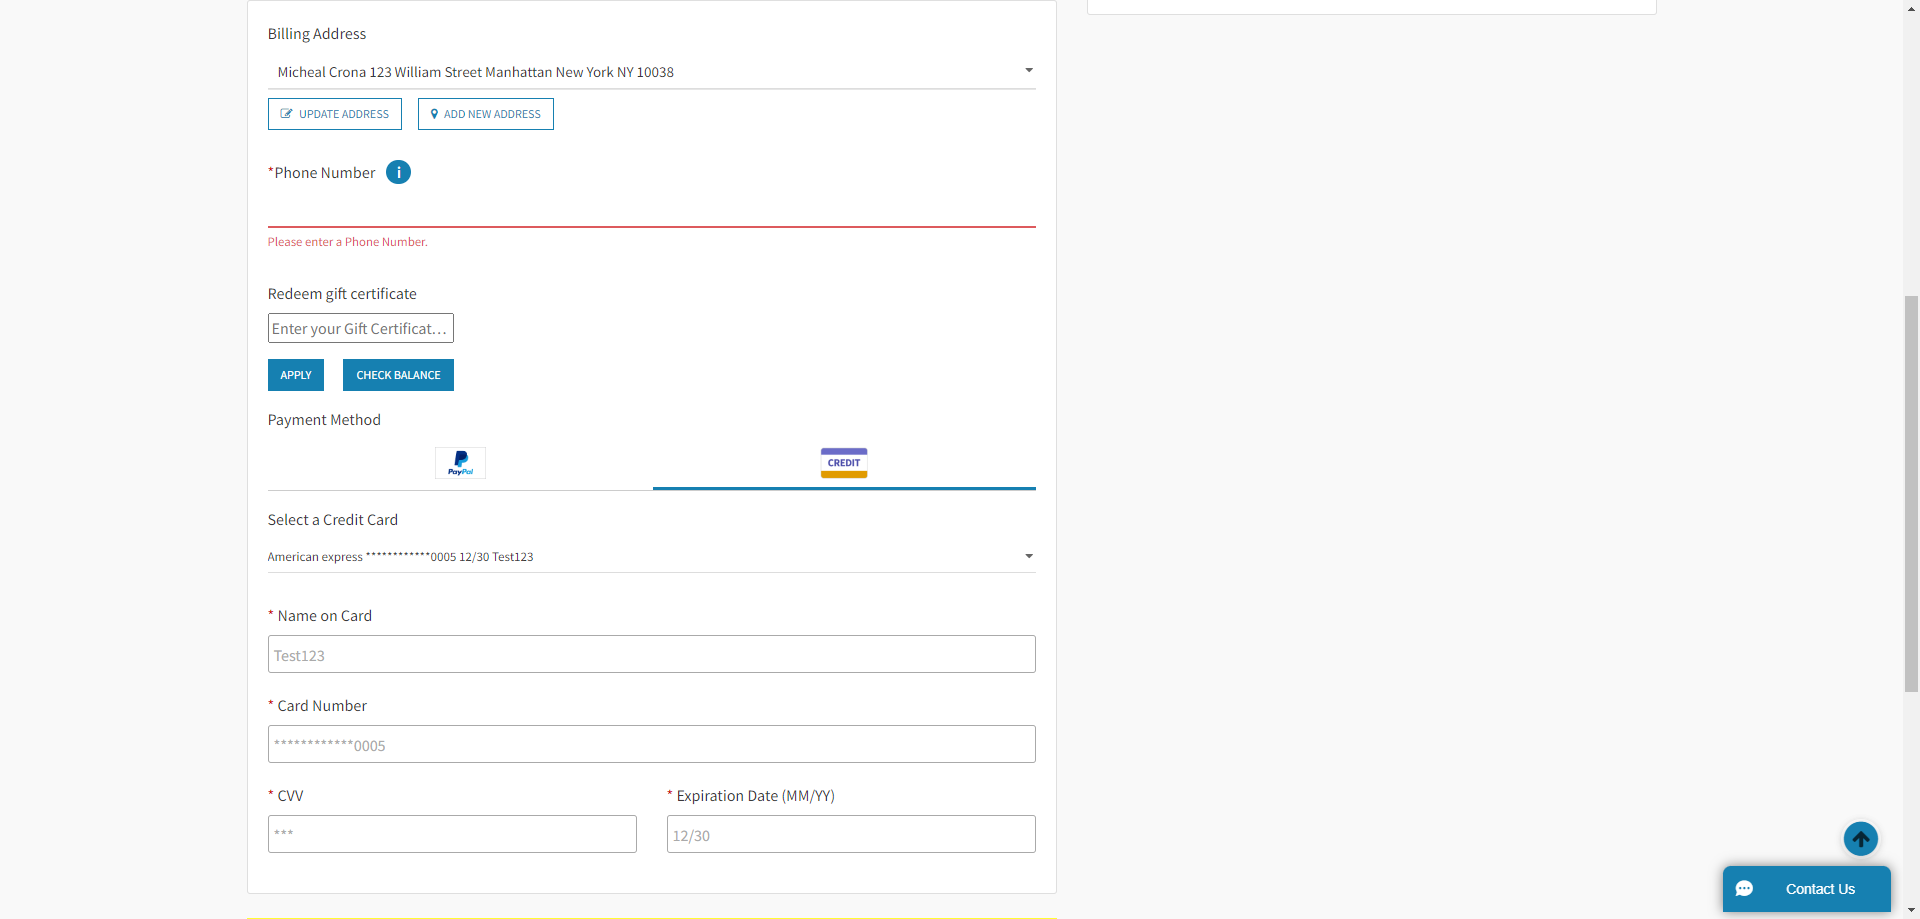 Billing Address
Micheal Crona 123 William Street Manhattan New York NY 10038
UPDATE ADDRESS
ADD NEW ADDRESS
*Phone Number i
Please enter a Phone Number.
Redeem gift certificate
Enter your Gift Certificat...
APPLY
CHECK BALANCE
Payment Method
PayPal
CREDIT
Select a Credit Card
American express ************0005 12/30 Test123
* Name on Card
Test123
* Card Number
************0005
* CVV
* Expiration Date (MM/YY)
***
12/30
Contact Us